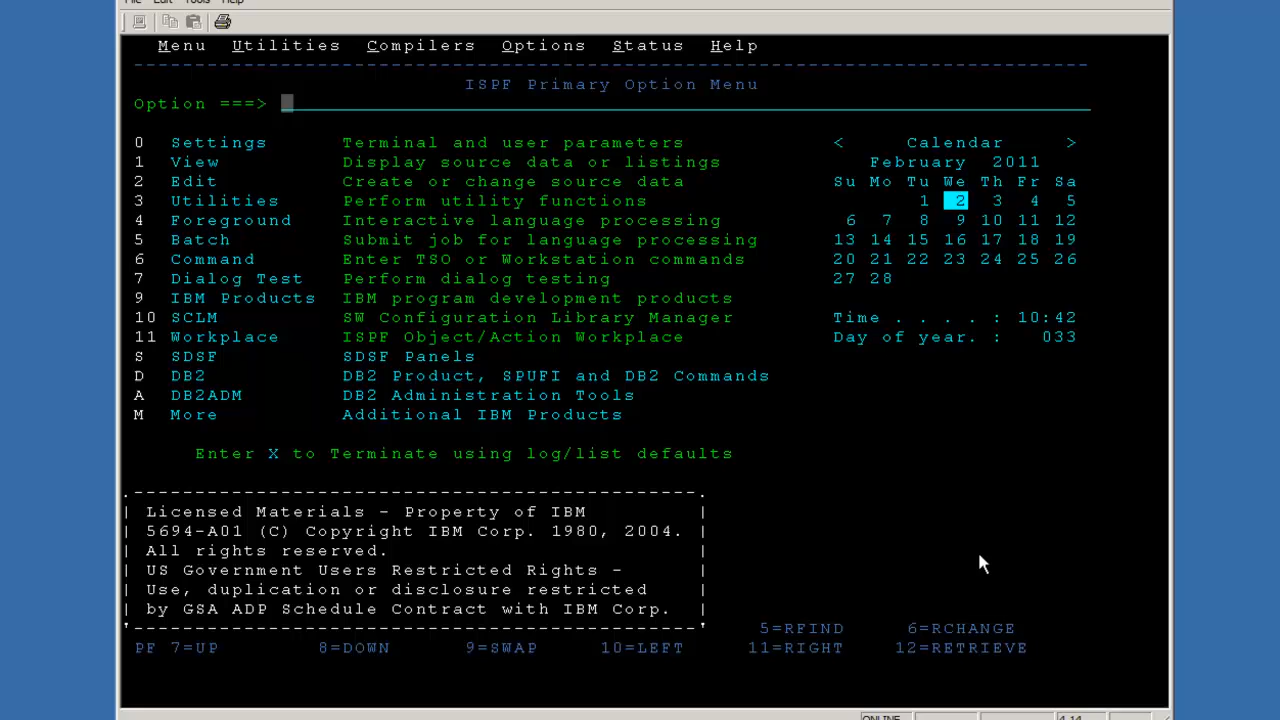 File Edit Tools Help
Menu Utilities Compilers Options Status Help
ISPF Primary Option Menu
Option ===>
0 Settings Terminal and user parameters < Calendar >
1 View Display source data or listings February 2011
2 Edit Create or change source data Su Mo Tu We Th Fr Sa
3 Utilities Perform utility functions 1 2 3 4 5
4 Foreground Interactive language processing 6 7 8 9 10 11 12
5 Batch Submit job for language processing 13 14 15 16 17 18 19
6 Command Enter TSO or Workstation commands 20 21 22 23 24 25 26
7 Dialog Test Perform dialog testing 27 28
9 IBM Products IBM program development products
10 SCLM SW Configuration Library Manager Time . . . . : 10:42
11 Workplace ISPF Object/Action Workplace Day of year. : 033
S SDSF SDSF Panels
D DB2 DB2 Product, SPUFI and DB2 Commands
A DB2ADM DB2 Administration Tools
M More Additional IBM Products
Enter X to Terminate using log/list defaults
Licensed Materials - Property of IBM
5694-A01 (C) Copyright IBM Corp. 1980, 2004.
All rights reserved.
US Government Users Restricted Rights -
Use, duplication or disclosure restricted
by GSA ADP Schedule Contract with IBM Corp.
5=RFIND 6=RCHANGE
PF 7=UP 8=DOWN 9=SWAP 10=LEFT 11=RIGHT 12=RETRIEVE
ONLINE 4,14